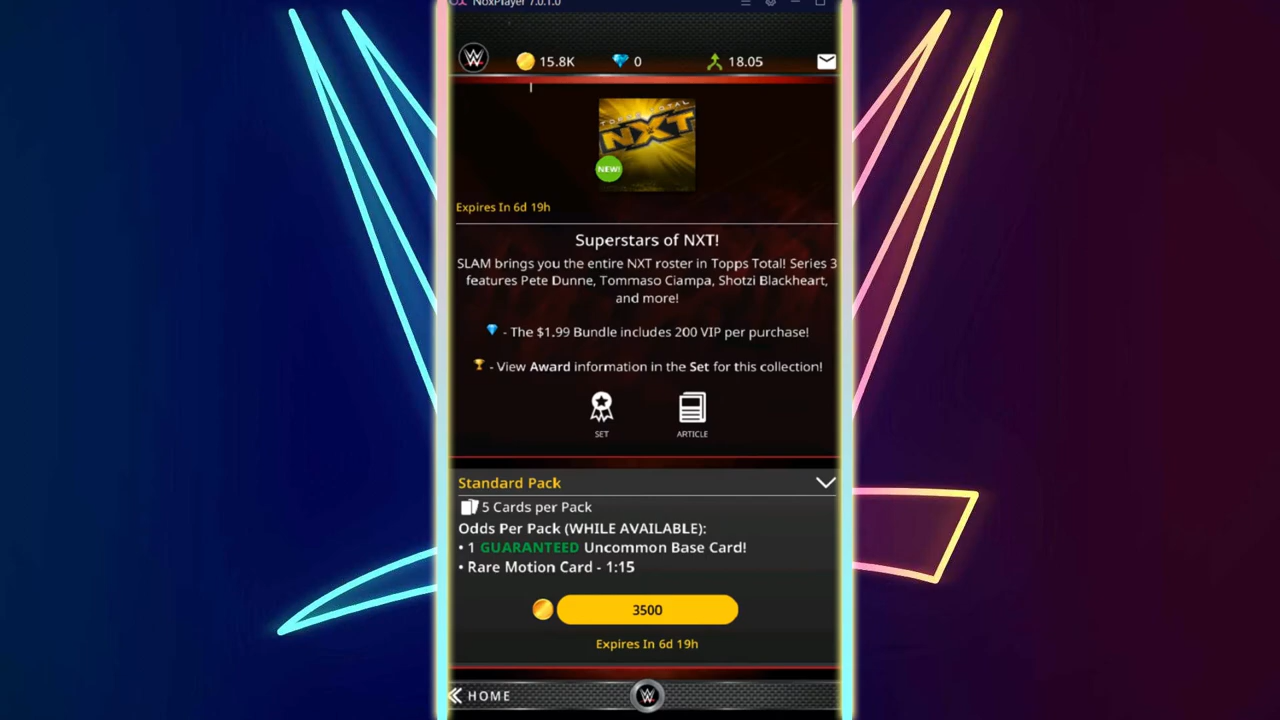 NoxPlayer 7.0.1.0
15.8K
0
18.05
TOPPS TOTAL
NXT
NEW!
Expires In 6d 19h
Superstars of NXT!
SLAM brings you the entire NXT roster in Topps Total! Series 3
features Pete Dunne, Tommaso Ciampa, Shotzi Blackheart,
and more!
- The $1.99 Bundle includes 200 VIP per purchase!
- View Award information in the Set for this collection!
SET
ARTICLE
Standard Pack
5 Cards per Pack
Odds Per Pack (WHILE AVAILABLE):
• 1 GUARANTEED Uncommon Base Card!
• Rare Motion Card - 1:15
3500
Expires In 6d 19h
HOME